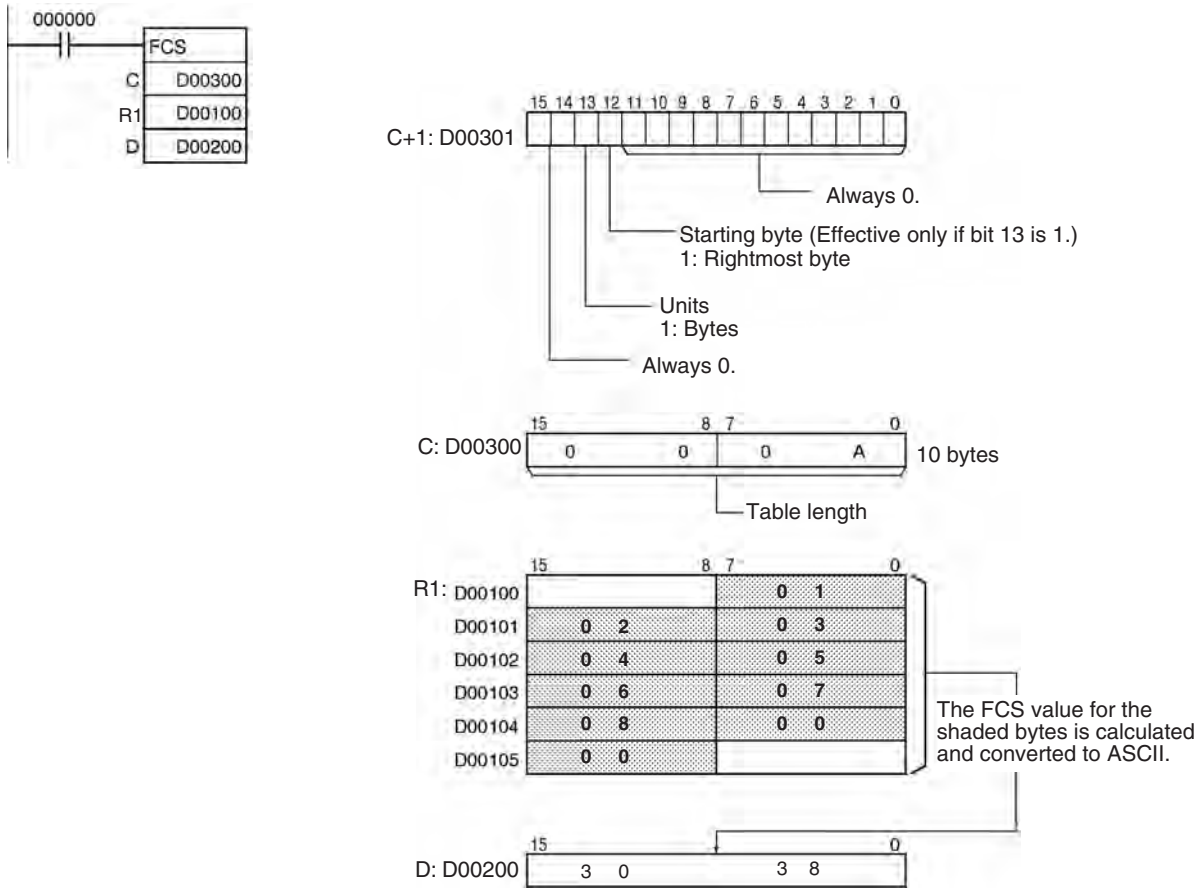 000000
FCS
C D00300
R1 D00100
D D00200
15 14 13 12 11 10 9 8 7 6 5 4 3 2 1 0
C+1: D00301
Always 0.
Starting byte (Effective only if bit 13 is 1.)
1: Rightmost byte
Units
1: Bytes
Always 0.
15 8 7 0
C: D00300 0 0 0 A 10 bytes
Table length
15 8 7 0
R1: D00100 0 1
D00101 0 2 0 3
D00102 0 4 0 5
D00103 0 6 0 7
D00104 0 8 0 0
D00105 0 0
The FCS value for the
shaded bytes is calculated
and converted to ASCII.
15 0
D: D00200 3 0 3 8